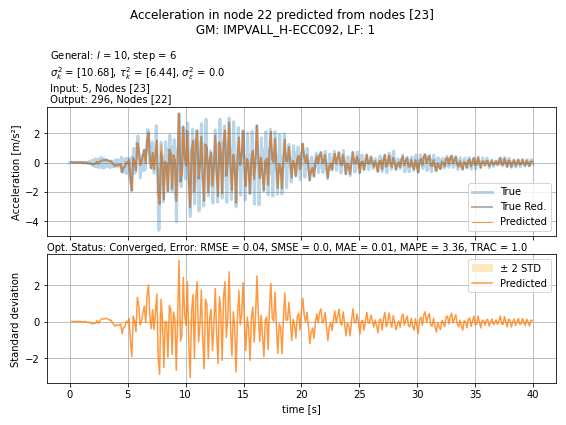 Acceleration in node 22 predicted from nodes [23]
GM: IMPVALL_H-ECC092, LF: 1
General: l = 10, step = 6
σ²ₖ = [10.68], τ²ₖ = [6.44], σ²ε = 0.0
Input: 5, Nodes [23]
Output: 296, Nodes [22]
Acceleration [m/s²]
2
0
−2
−4
True
True Red.
Predicted
Opt. Status: Converged, Error: RMSE = 0.04, SMSE = 0.0, MAE = 0.01, MAPE = 3.36, TRAC = 1.0
Standard deviation
2
0
−2
± 2 STD
Predicted
0 5 10 15 20 25 30 35 40
time [s]